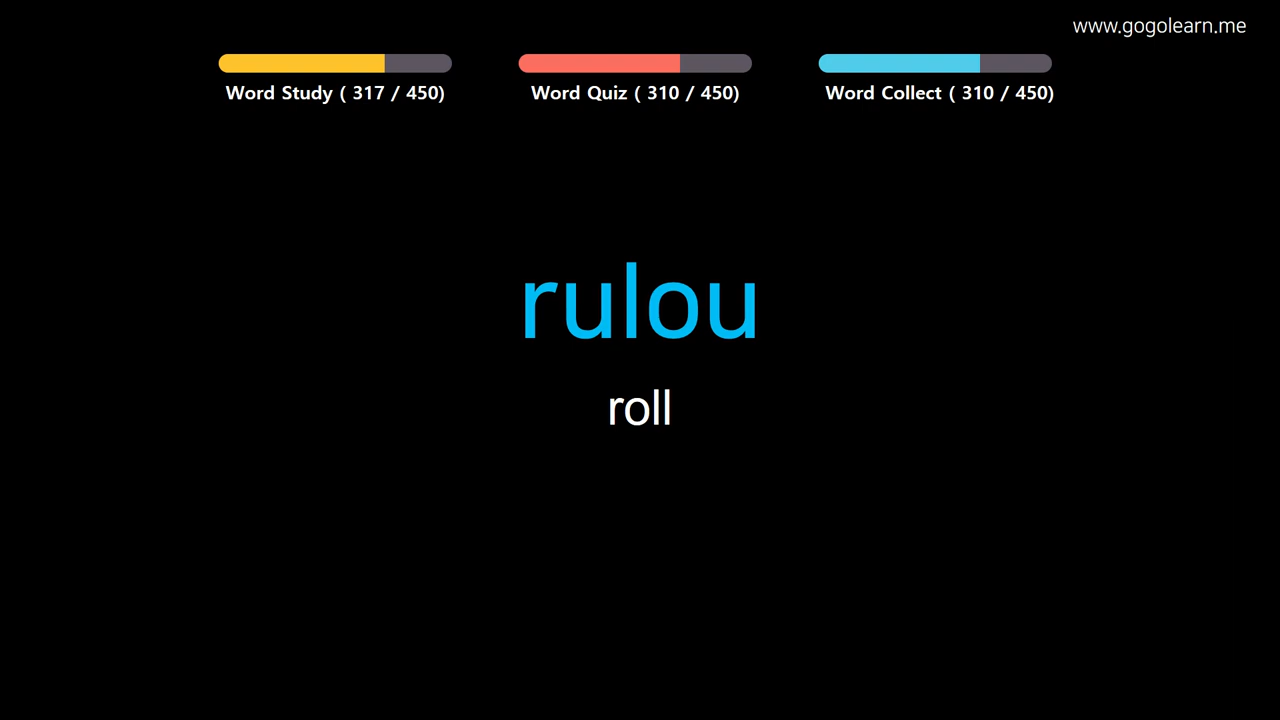 www.gogolearn.me
Word Study ( 317 / 450)
Word Quiz ( 310 / 450)
Word Collect ( 310 / 450)
rulou
roll